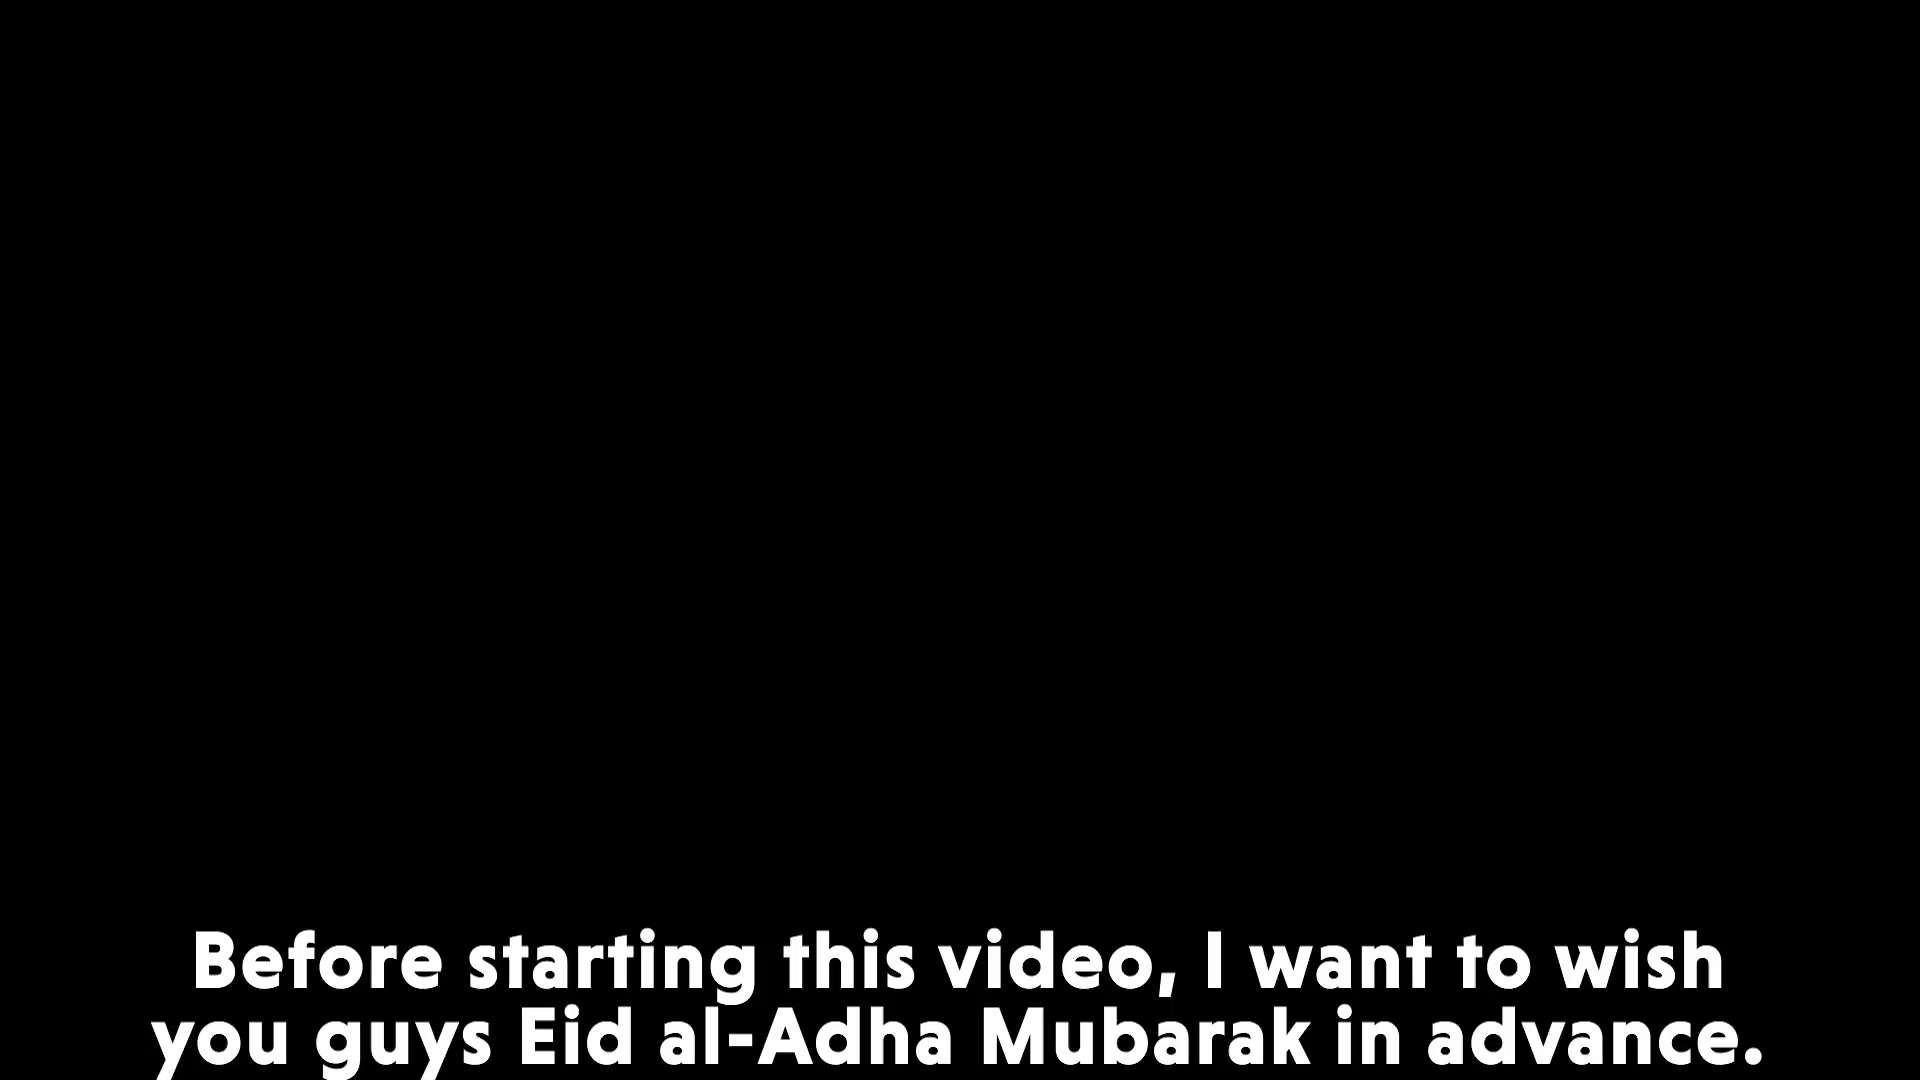 Before starting this video, I want to wish
you guys Eid al-Adha Mubarak in advance.